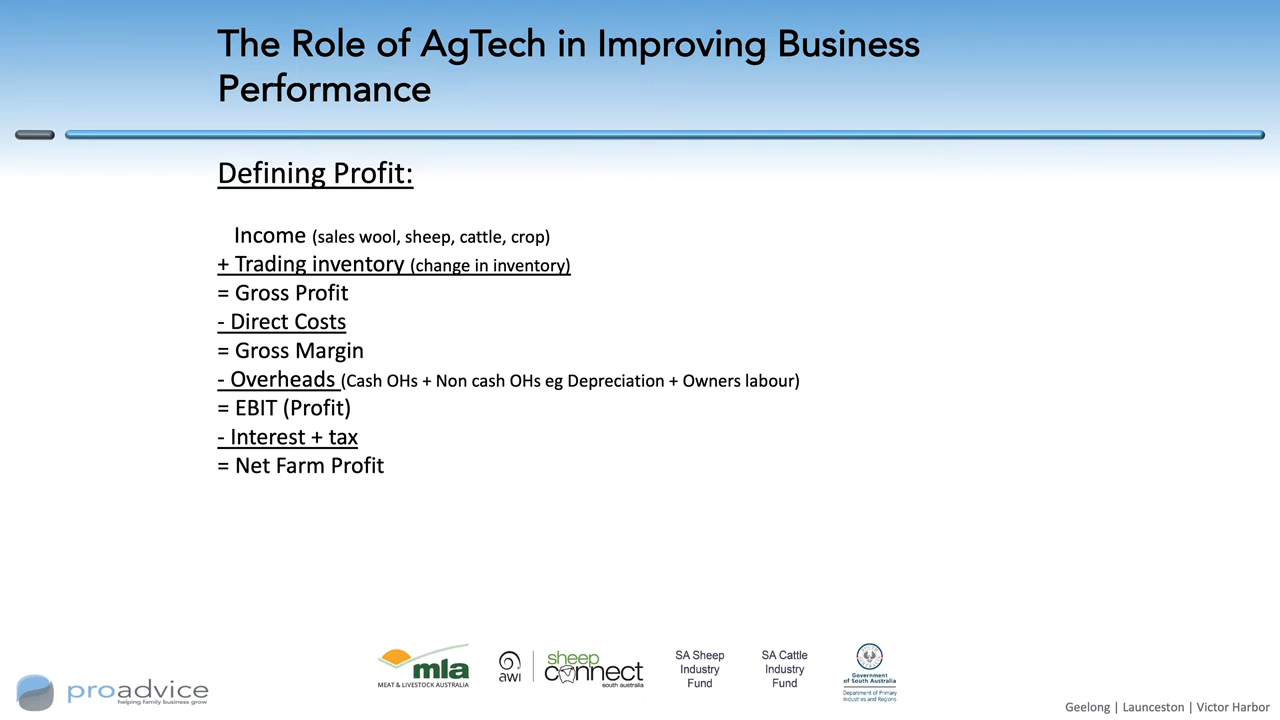 The Role of AgTech in Improving Business
Performance
Defining Profit:
Income (sales wool, sheep, cattle, crop)
+ Trading inventory (change in inventory)
= Gross Profit
- Direct Costs
= Gross Margin
- Overheads (Cash OHs + Non cash OHs eg Depreciation + Owners labour)
= EBIT (Profit)
- Interest + tax
= Net Farm Profit
mla
MEAT & LIVESTOCK AUSTRALIA
awi
sheep
connect
south australia
SA Sheep
Industry
Fund
SA Cattle
Industry
Fund
Government
of South Australia
Department of Primary
Industries and Regions
proadvice
helping family business grow
Geelong | Launceston | Victor Harbor